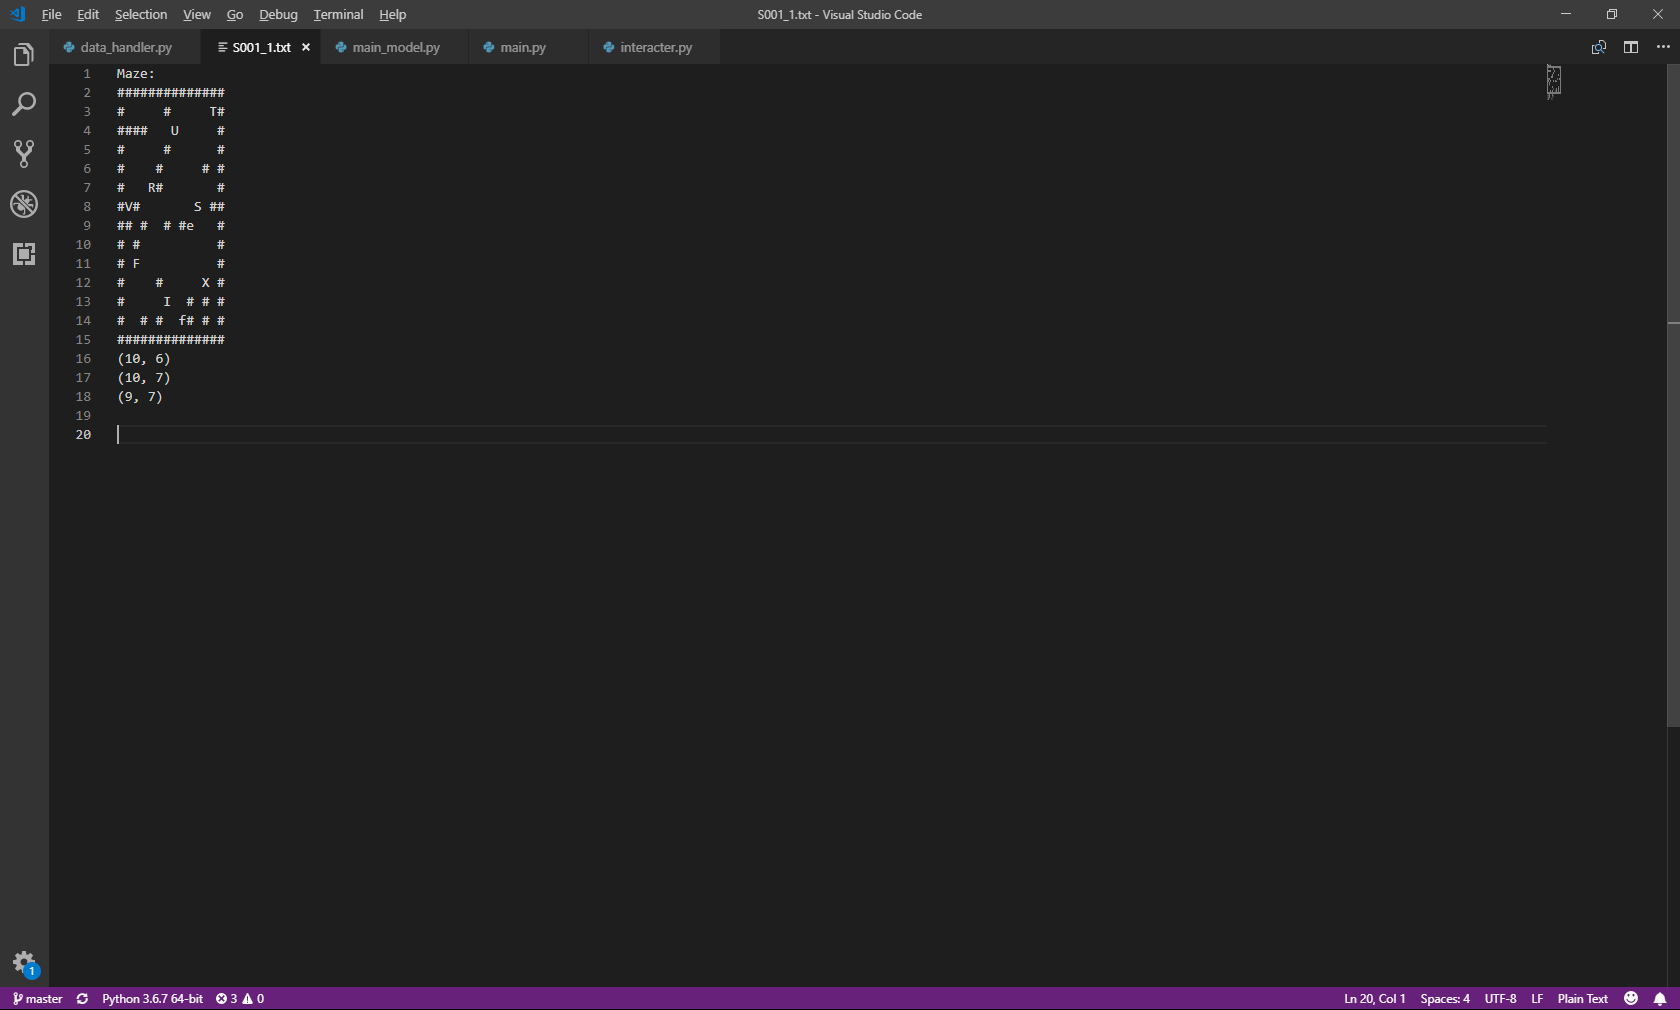 File Edit Selection View Go Debug Terminal Help S001_1.txt - Visual Studio Code
data_handler.py S001_1.txt main_model.py main.py interacter.py
1 Maze:
2 ##############
3 #     #     T#
4 ####   U     #
5 #     #      #
6 #    #     # #
7 #   R#       #
8 #V#       S ##
9 ## #  # #e   #
10 # #          #
11 # F          #
12 #    #     X #
13 #     I  # # #
14 #  # #  f# # #
15 ##############
16 (10, 6)
17 (10, 7)
18 (9, 7)
19
20
1
master Python 3.6.7 64-bit 3 0 Ln 20, Col 1 Spaces: 4 UTF-8 LF Plain Text